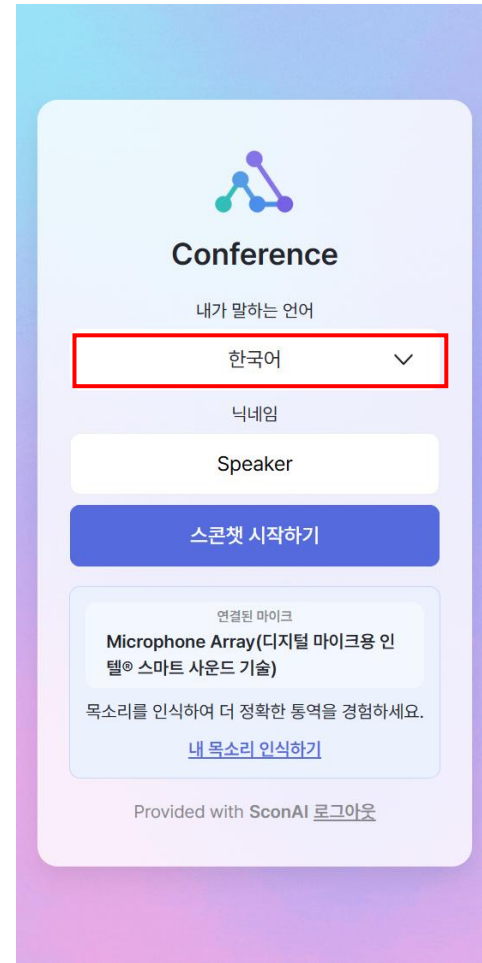 Conference
내가 말하는 언어
한국어
닉네임
Speaker
스콘챗 시작하기
연결된 마이크
Microphone Array(디지털 마이크용 인
텔® 스마트 사운드 기술)
목소리를 인식하여 더 정확한 통역을 경험하세요.
내 목소리 인식하기
Provided with SconAI 로그아웃